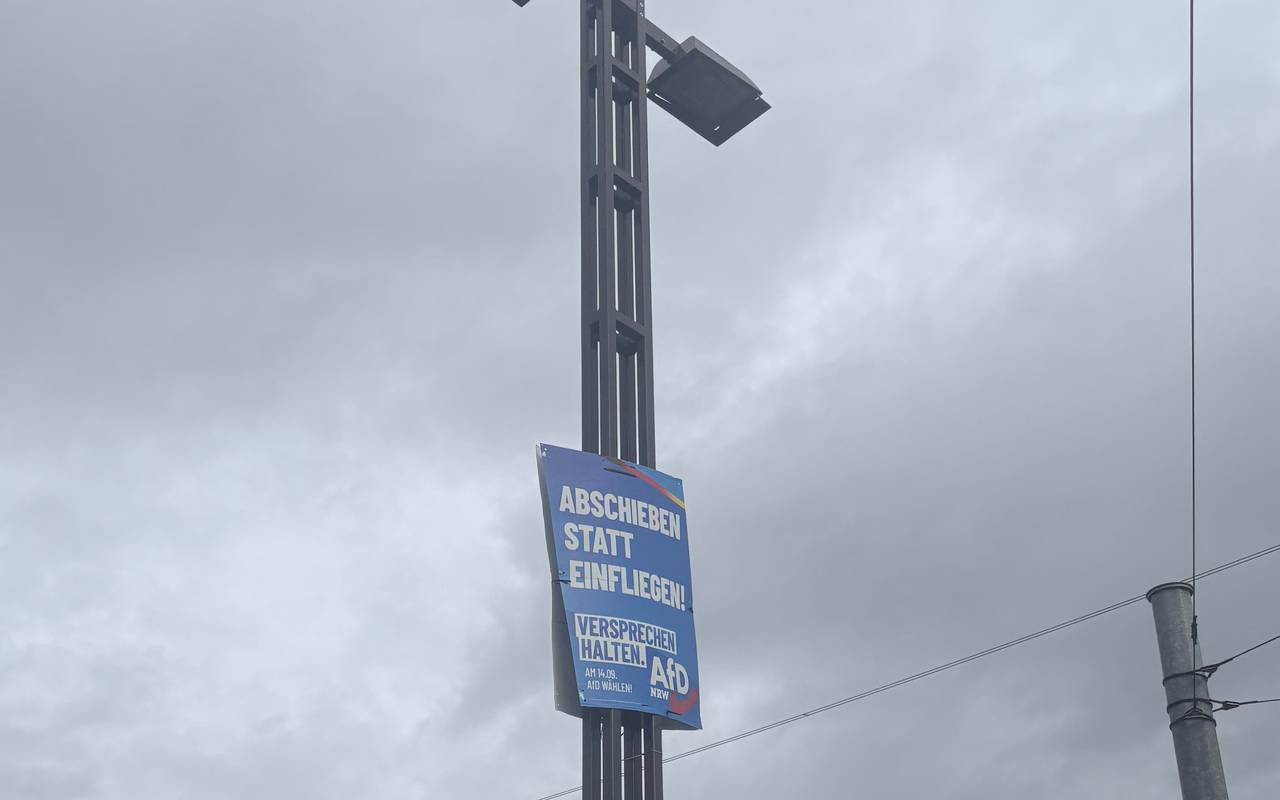 ABSCHIEBEN
STATT
EINFLIEGEN!
VERSPRECHEN
HALTEN.
AM 14.09.
AfD WÄHLEN!
AfD
NRW